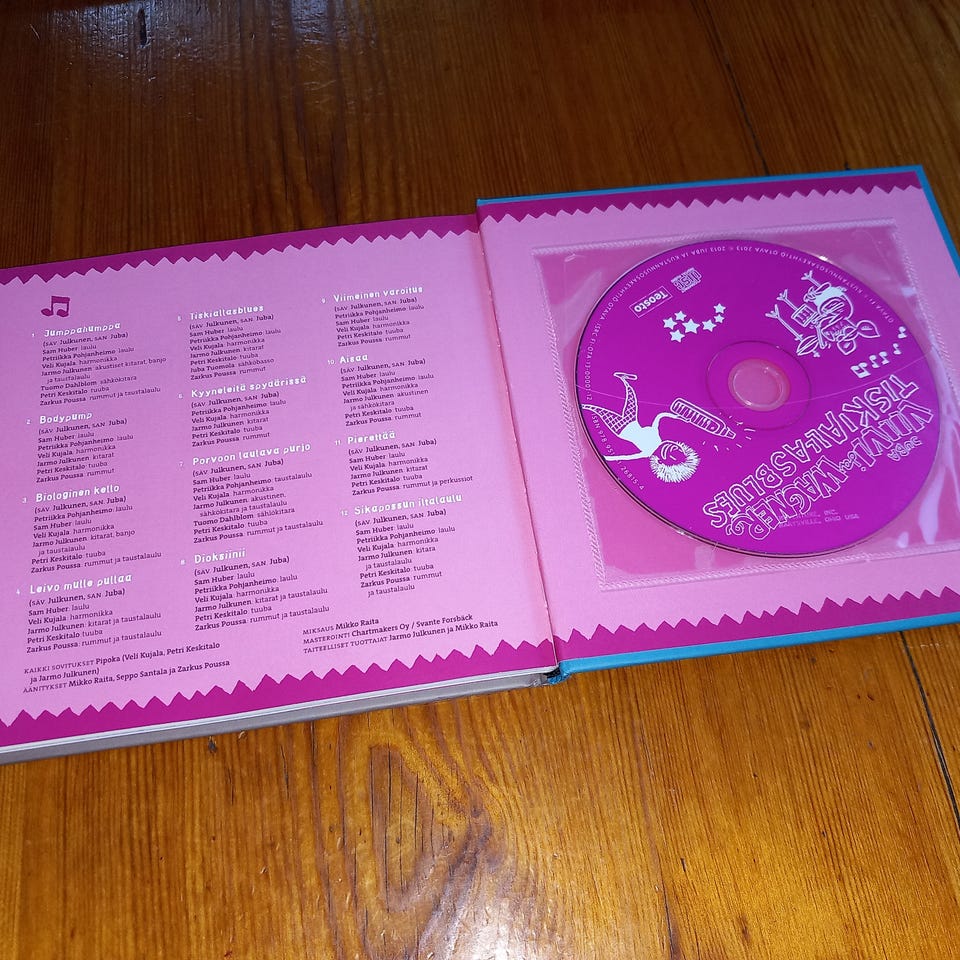 1 Jumppahumppa
(SÄV Julkunen, SAN Juba)
Sam Huber laulu
Petriikka Pohjanheimo laulu
Veli Kujala harmonikka
Jarmo Julkunen akustiset kitarat, banjo
ja taustalaulu
Tuomo Dahlblom sähkökitara
Petri Keskitalo tuuba
Zarkus Poussa rummut ja taustalaulu
2 Bodypump
(SÄV Julkunen, SAN Juba)
Sam Huber laulu
Petriikka Pohjanheimo laulu
Veli Kujala harmonikka
Jarmo Julkunen kitarat
Petri Keskitalo tuuba
Zarkus Poussa rummut
3 Biologinen kello
(SÄV Julkunen, SAN Juba)
Petriikka Pohjanheimo laulu
Sam Huber laulu
Veli Kujala harmonikka
Jarmo Julkunen kitarat, banjo
ja taustalaulu
Petri Keskitalo tuuba
Zarkus Poussa rummut ja taustalaulu
4 Leivo mulle pullaa
(SÄV Julkunen, SAN Juba)
Sam Huber laulu
Veli Kujala harmonikka
Jarmo Julkunen kitarat ja taustalaulu
Petri Keskitalo tuuba
Zarkus Poussa rummut ja taustalaulu
5 Tiskiallasblues
(SÄV Julkunen, SAN Juba)
Sam Huber laulu
Petriikka Pohjanheimo laulu
Veli Kujala harmonikka
Jarmo Julkunen kitarat
Petri Keskitalo tuuba
Juba Tuomola sähköbasso
Zarkus Poussa rummut
6 Kyyneleitä spydärissä
(SÄV Julkunen, SAN Juba)
Petriikka Pohjanheimo laulu
Sam Huber laulu
Veli Kujala harmonikka
Jarmo Julkunen kitarat
Petri Keskitalo tuuba
Zarkus Poussa rummut
7 Porvoon laulava purjo
(SÄV Julkunen, SAN Juba)
Petriikka Pohjanheimo taustalaulu
Sam Huber laulu
Veli Kujala harmonikka
Jarmo Julkunen akustinen,
sähkökitara ja taustalaulu
Tuomo Dahlblom sähkökitara
Petri Keskitalo tuuba
Zarkus Poussa rummut ja taustalaulu
8 Dioksiinii
(SÄV Julkunen, SAN Juba)
Sam Huber laulu
Petriikka Pohjanheimo laulu
Veli Kujala harmonikka
Jarmo Julkunen kitarat ja taustalaulu
Petri Keskitalo tuuba
Zarkus Poussa rummut ja taustalaulu
9 Viimeinen varoitus
(SÄV Julkunen, SAN Juba)
Sam Huber laulu
Petriikka Pohjanheimo laulu
Veli Kujala harmonikka
Jarmo Julkunen kitarat
Petri Keskitalo tuuba
Zarkus Poussa rummut
10 Aisaa
(SÄV Julkunen, SAN Juba)
Sam Huber laulu
Petriikka Pohjanheimo laulu
Veli Kujala harmonikka
Jarmo Julkunen akustinen
ja sähkökitara
Petri Keskitalo tuuba
Zarkus Poussa rummut
11 Pierettää
(SÄV Julkunen, SAN Juba)
Sam Huber laulu
Petriikka Pohjanheimo laulu
Veli Kujala harmonikka
Jarmo Julkunen kitarat
Petri Keskitalo tuuba
Zarkus Poussa rummut ja perkussiot
12 Sikapossun iltalaulu
(SÄV Julkunen, SAN Juba)
Sam Huber laulu
Petriikka Pohjanheimo laulu
Veli Kujala harmonikka
Jarmo Julkunen kitara
ja taustalaulu
Petri Keskitalo tuuba
Zarkus Poussa rummut
ja taustalaulu
KAIKKI SOVITUKSET Pipoka (Veli Kujala, Petri Keskitalo
ja Jarmo Julkunen)
ÄÄNITYKSET Mikko Raita, Seppo Santala ja Zarkus Poussa
MIKSAUS Mikko Raita
MASTEROINTI Chartmakers Oy / Svante Forsbäck
TAITEELLISET TUOTTAJAT Jarmo Julkunen ja Mikko Raita
JUBA
VIIVI & WAGNER
TISKIALLASBLUES
Teosto
2013 JUBA JA KUSTANNUSOSAKEYHTIÖ OTAVA © 2013